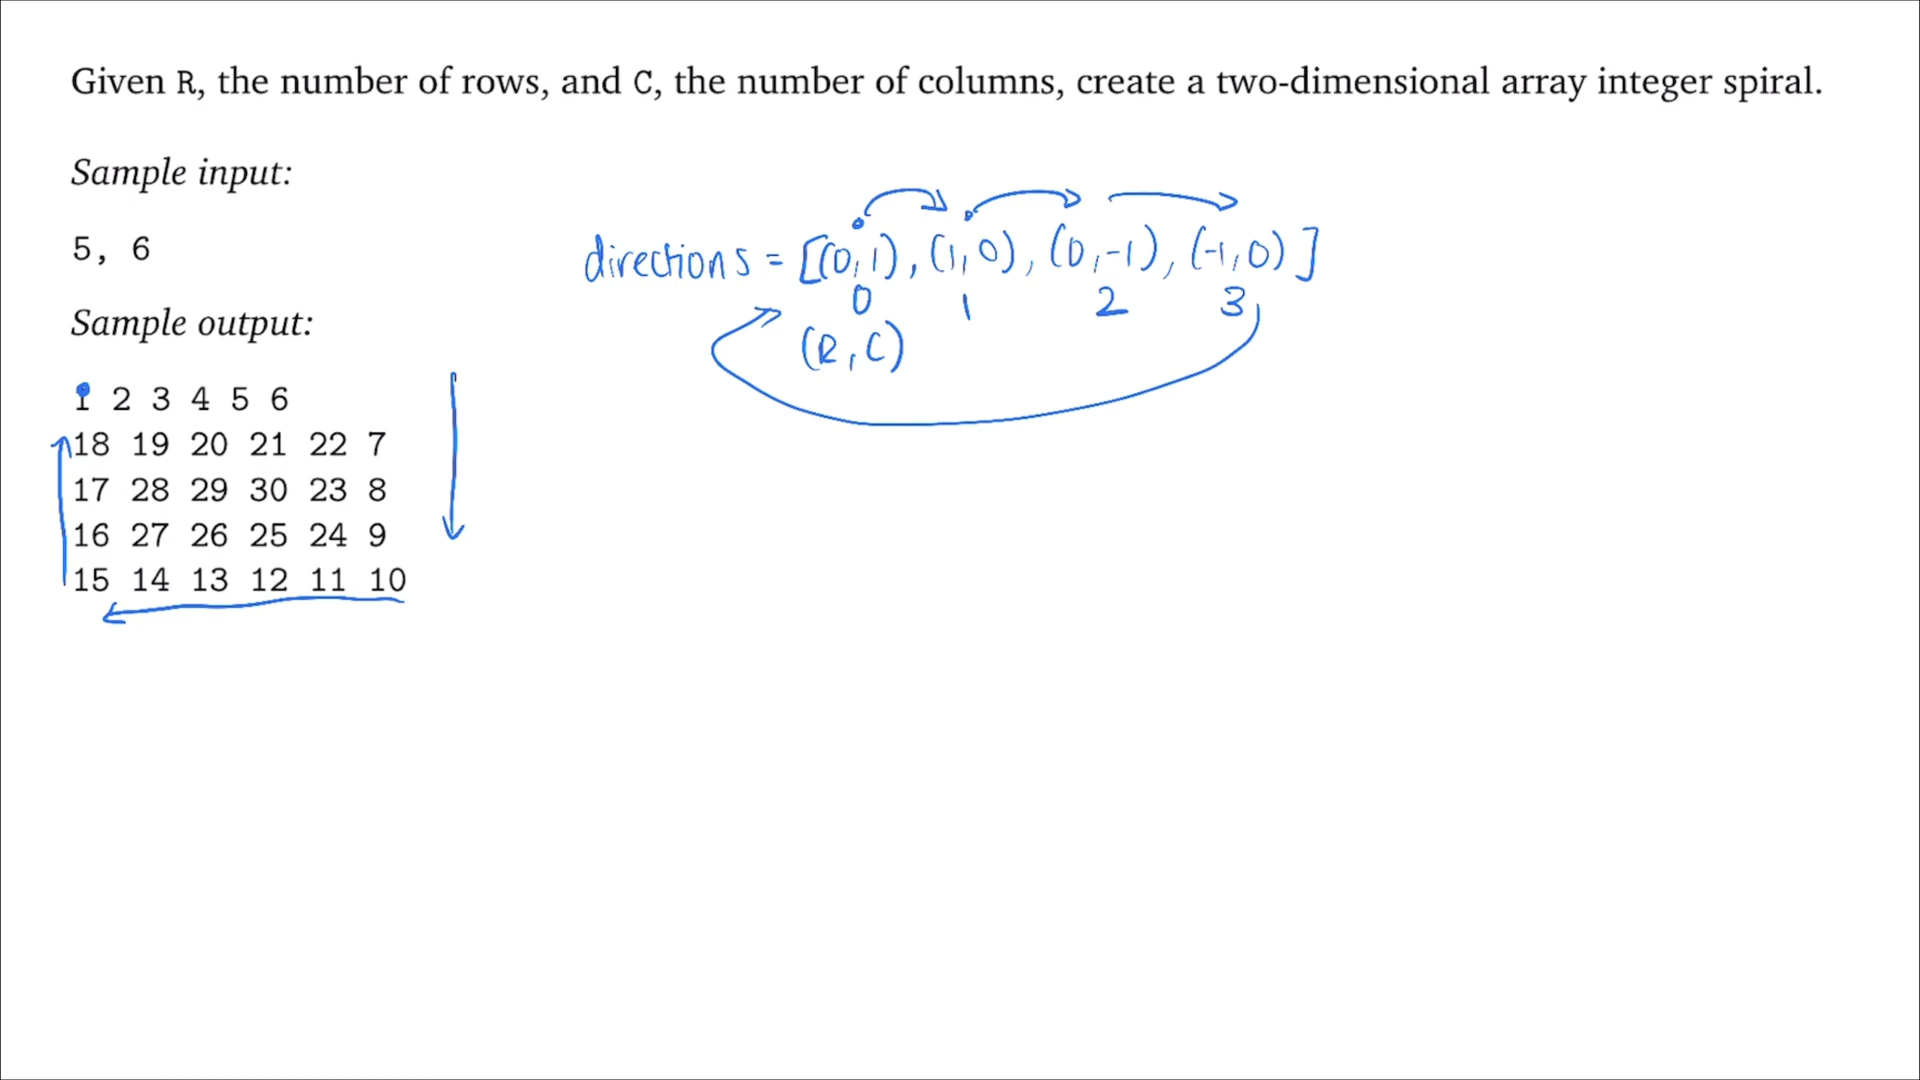 Given R, the number of rows, and C, the number of columns, create a two-dimensional array integer spiral.
Sample input:
5, 6
Sample output:
1 2 3 4 5 6
18 19 20 21 22 7
17 28 29 30 23 8
16 27 26 25 24 9
15 14 13 12 11 10
directions = [(0,1), (1,0), (0,-1), (-1,0)]
0 1 2 3
(R,C)